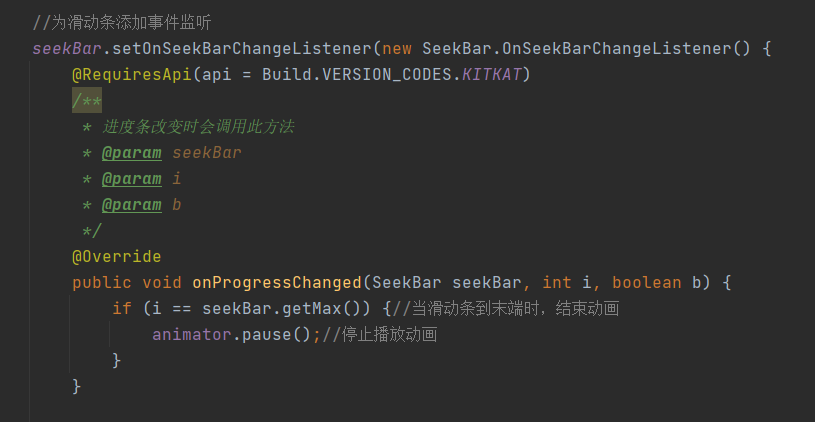 //为滑动条添加事件监听
seekBar.setOnSeekBarChangeListener(new SeekBar.OnSeekBarChangeListener() {
    @RequiresApi(api = Build.VERSION_CODES.KITKAT)
    /**
     * 进度条改变时会调用此方法
     * @param seekBar
     * @param i
     * @param b
     */
    @Override
    public void onProgressChanged(SeekBar seekBar, int i, boolean b) {
        if (i == seekBar.getMax()) {//当滑动条到末端时，结束动画
            animator.pause();//停止播放动画
        }
    }